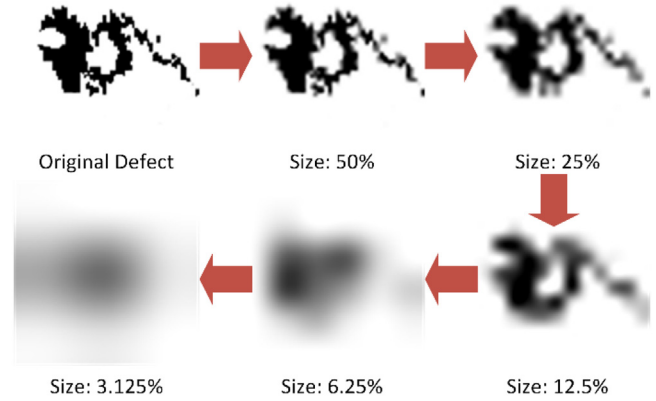 Original Defect
Size: 50%
Size: 25%
Size: 3.125%
Size: 6.25%
Size: 12.5%